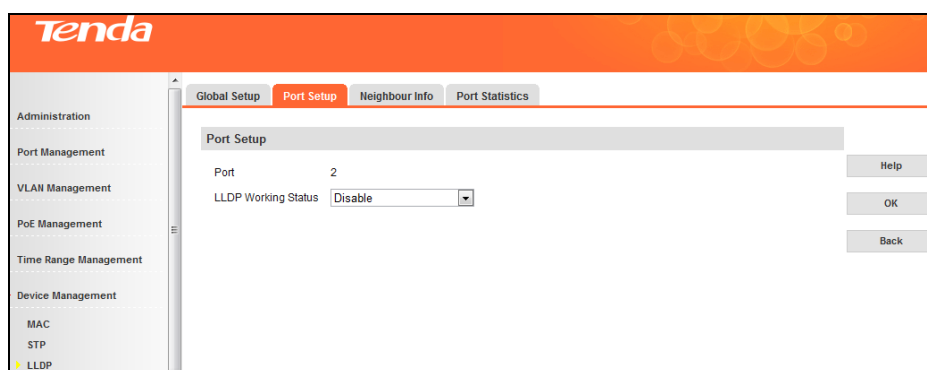 Tenda
Global Setup
Port Setup
Neighbour Info
Port Statistics
Administration
Port Management
VLAN Management
PoE Management
Time Range Management
Device Management
MAC
STP
LLDP
Port Setup
Port 2
LLDP Working Status Disable
Help
OK
Back